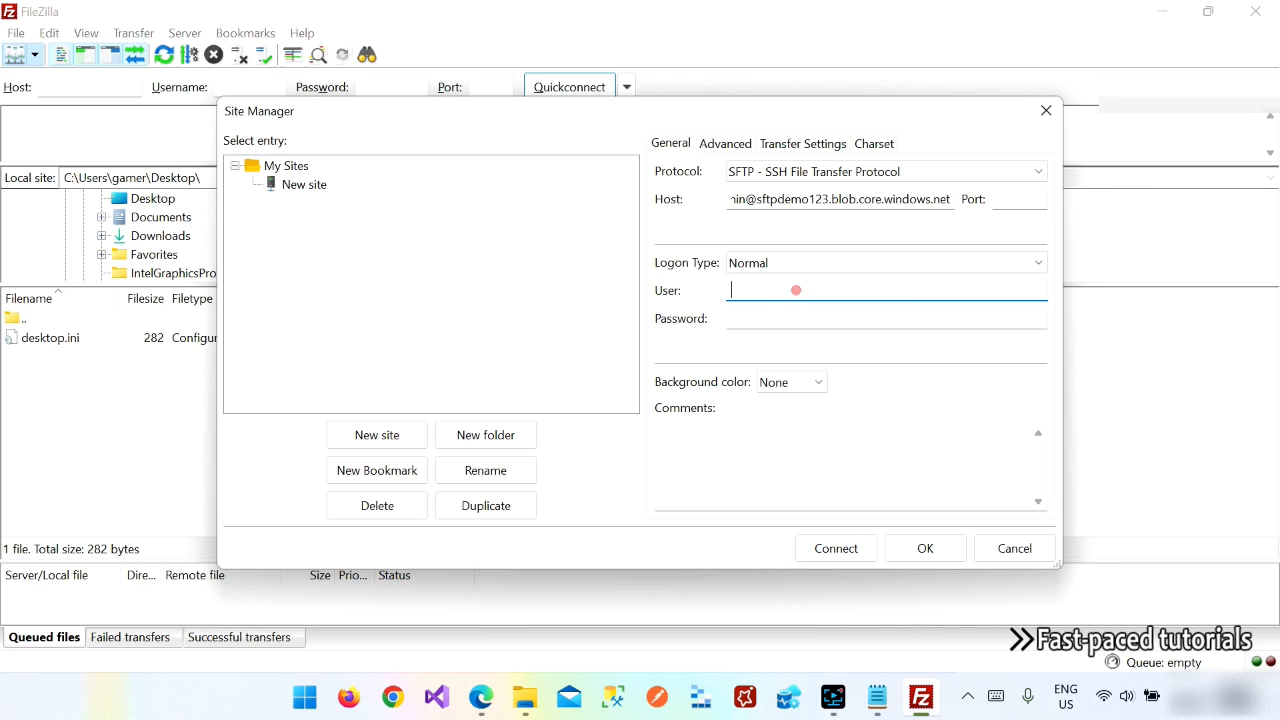 FileZilla
File Edit View Transfer Server Bookmarks Help
Host: Username: Password: Port: Quickconnect
Site Manager
Select entry:
My Sites
New site
General Advanced Transfer Settings Charset
Protocol: SFTP - SSH File Transfer Protocol
Host: nin@sftpdemo123.blob.core.windows.net Port:
Logon Type: Normal
User:
Password:
Background color: None
Comments:
New site New folder
New Bookmark Rename
Delete Duplicate
Connect OK Cancel
Local site: C:\Users\gamer\Desktop\
Desktop
Documents
Downloads
Favorites
IntelGraphicsPro
Filename Filesize Filetype
..
desktop.ini 282 Configur
1 file. Total size: 282 bytes
Server/Local file Dire... Remote file Size Prio... Status
Queued files Failed transfers Successful transfers
Fast-paced tutorials
Queue: empty
ENG
US